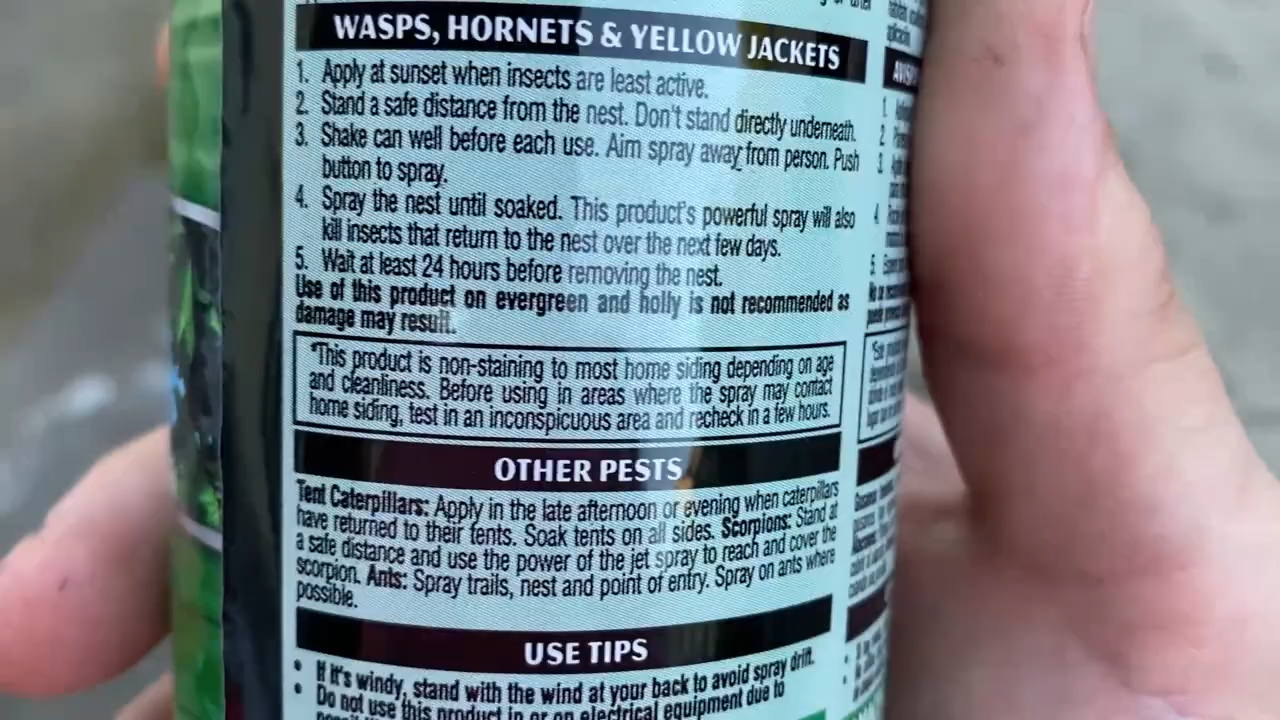 WASPS, HORNETS & YELLOW JACKETS
1. Apply at sunset when insects are least active.
2. Stand a safe distance from the nest. Don't stand directly underneath.
3. Shake can well before each use. Aim spray away from person. Push
button to spray.
4. Spray the nest until soaked. This product's powerful spray will also
kill insects that return to the nest over the next few days.
5. Wait at least 24 hours before removing the nest.
Use of this product on evergreen and holly is not recommended as
damage may result.
*This product is non-staining to most home siding depending on age
and cleanliness. Before using in areas where the spray may contact
home siding, test in an inconspicuous area and recheck in a few hours.
OTHER PESTS
Tent Caterpillars: Apply in the late afternoon or evening when caterpillars
have returned to their tents. Soak tents on all sides. Scorpions: Stand at
a safe distance and use the power of the jet spray to reach and cover the
scorpion. Ants: Spray trails, nest and point of entry. Spray on ants where
possible.
USE TIPS
• If it's windy, stand with the wind at your back to avoid spray drift.
• Do not use this product in or on electrical equipment due to